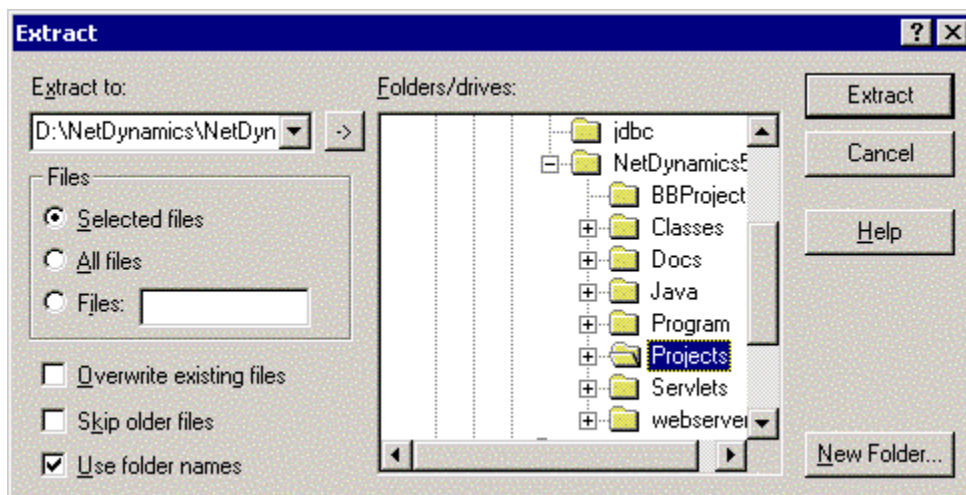 Extract
Extract to:
D:\NetDynamics\NetDyn
->
Files
Selected files
All files
Files:
Overwrite existing files
Skip older files
Use folder names
Folders/drives:
jdbc
NetDynamics5
BBProject
Classes
Docs
Java
Program
Projects
Servlets
webserver
Extract
Cancel
Help
New Folder...